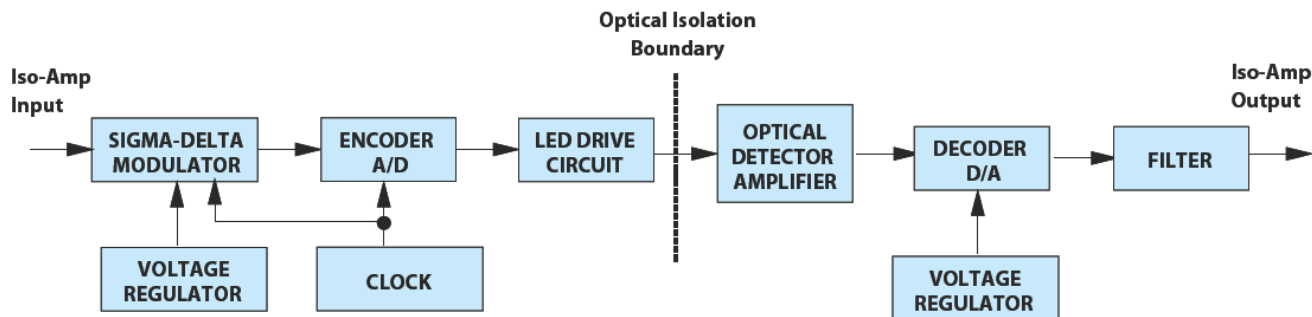 Optical Isolation
Boundary
Iso-Amp
Input
Iso-Amp
Output
SIGMA-DELTA
MODULATOR
ENCODER
A/D
LED DRIVE
CIRCUIT
OPTICAL
DETECTOR
AMPLIFIER
DECODER
D/A
FILTER
VOLTAGE
REGULATOR
CLOCK
VOLTAGE
REGULATOR